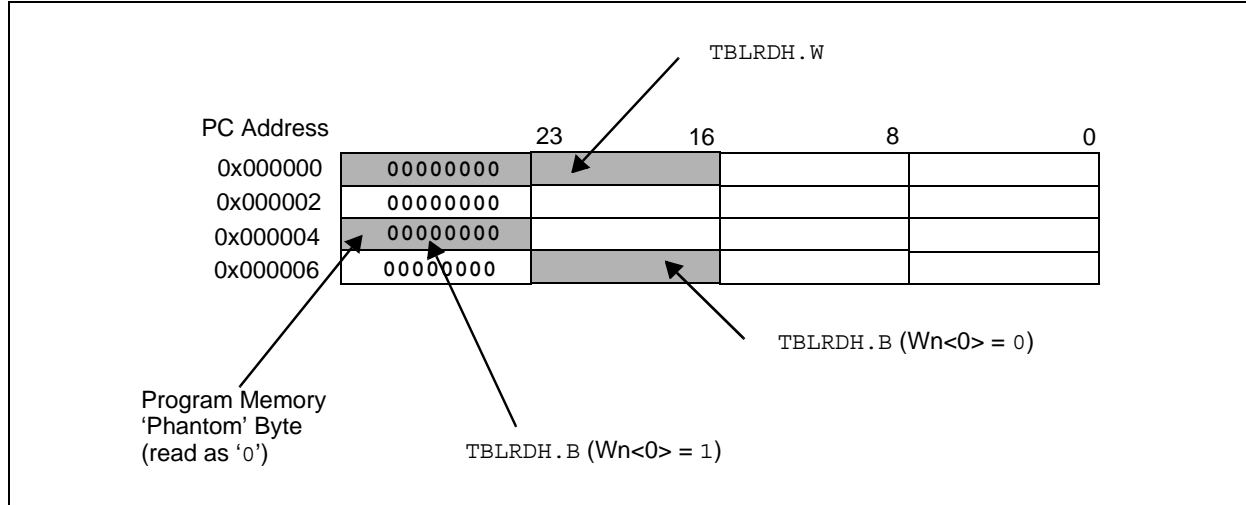 TBLRDH.W
PC Address 23 16 8 0
0x000000 00000000
0x000002 00000000
0x000004 00000000
0x000006 00000000
TBLRDH.B (Wn<0> = 0)
Program Memory
‘Phantom’ Byte
(read as ‘0’)
TBLRDH.B (Wn<0> = 1)